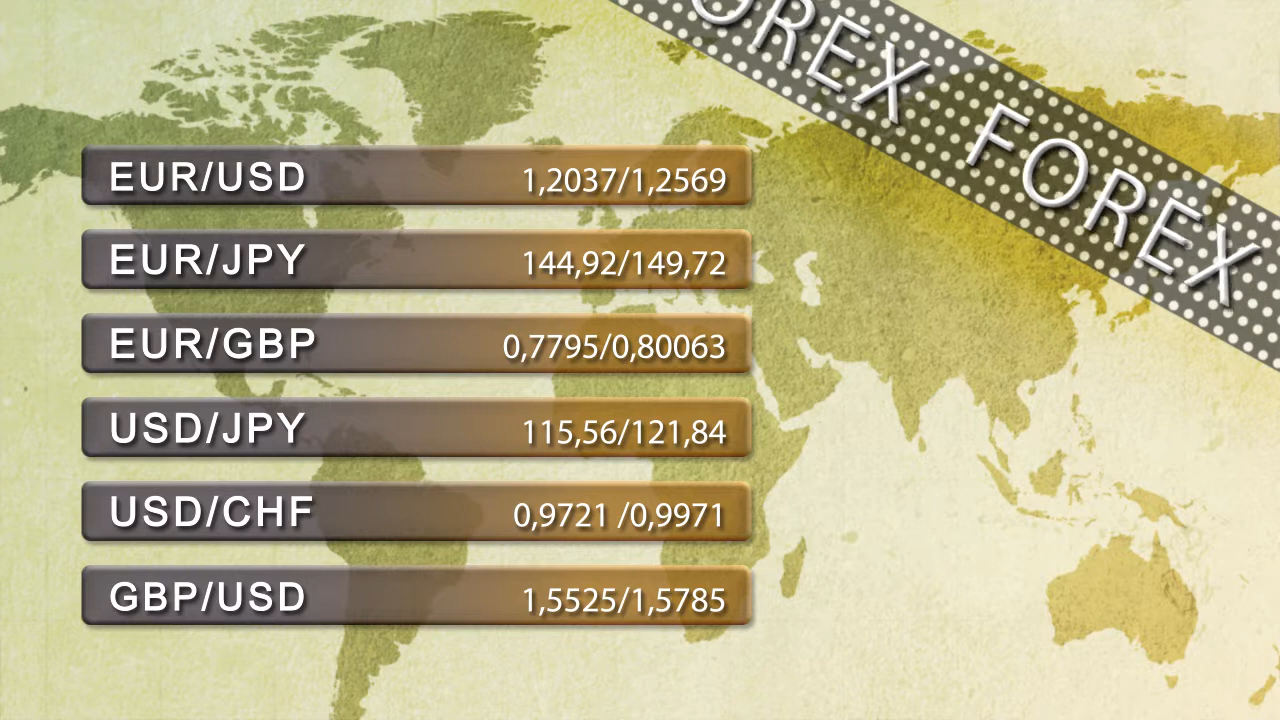 OREX FOREX
EUR/USD 1,2037/1,2569
EUR/JPY 144,92/149,72
EUR/GBP 0,7795/0,80063
USD/JPY 115,56/121,84
USD/CHF 0,9721 /0,9971
GBP/USD 1,5525/1,5785